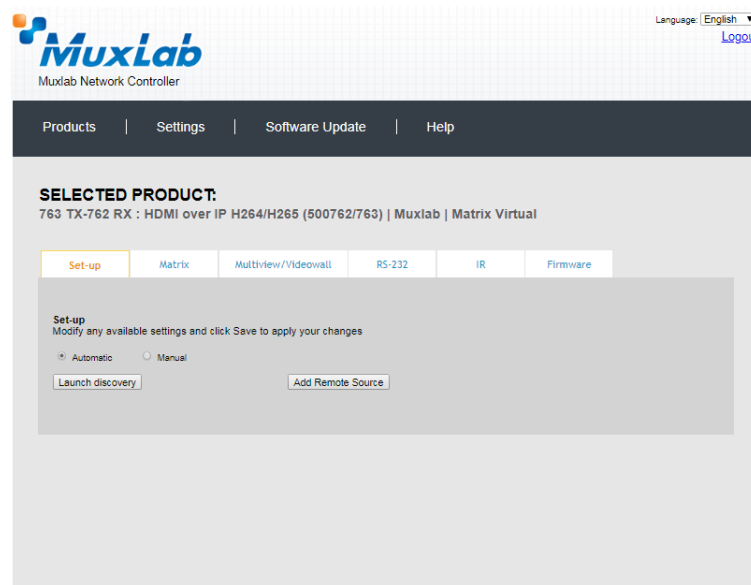 Language: English
Logou
MuxLab
Muxlab Network Controller
Products | Settings | Software Update | Help
SELECTED PRODUCT:
763 TX-762 RX : HDMI over IP H264/H265 (500762/763) | Muxlab | Matrix Virtual
Set-up Matrix Multiview/Videowall RS-232 IR Firmware
Set-up
Modify any available settings and click Save to apply your changes
Automatic Manual
Launch discovery Add Remote Source